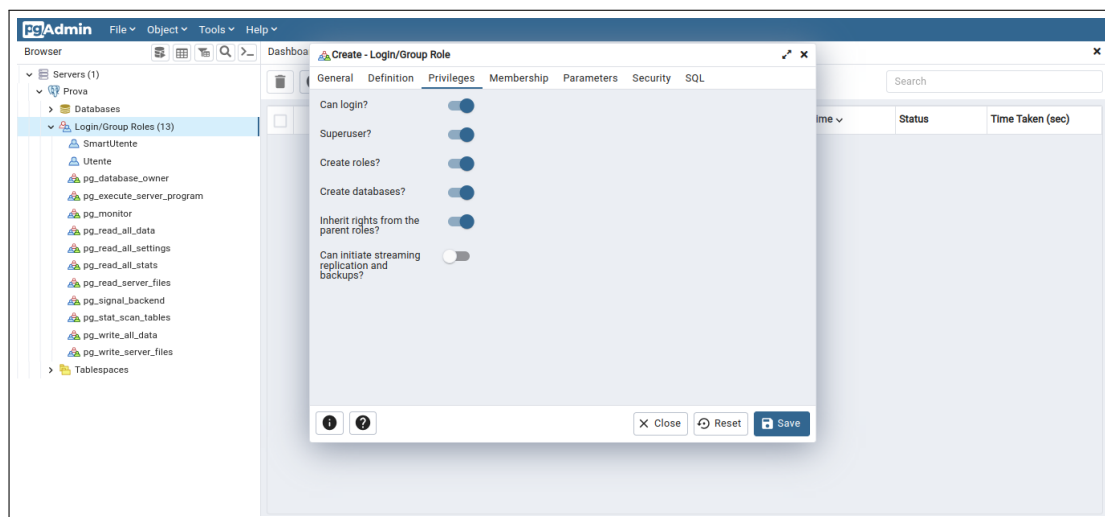 pgAdmin File Object Tools Help
Browser
Dashboa
Servers (1)
Prova
Databases
Login/Group Roles (13)
SmartUtente
Utente
pg_database_owner
pg_execute_server_program
pg_monitor
pg_read_all_data
pg_read_all_settings
pg_read_all_stats
pg_read_server_files
pg_signal_backend
pg_stat_scan_tables
pg_write_all_data
pg_write_server_files
Tablespaces
Create - Login/Group Role
General Definition Privileges Membership Parameters Security SQL
Can login?
Superuser?
Create roles?
Create databases?
Inherit rights from the
parent roles?
Can initiate streaming
replication and
backups?
Close Reset Save
Search
ime Status Time Taken (sec)